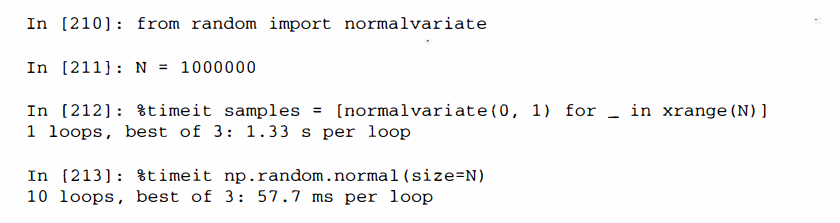 In [210]: from random import normalvariate
In [211]: N = 1000000
In [212]: %timeit samples = [normalvariate(0, 1) for _ in xrange(N)]
1 loops, best of 3: 1.33 s per loop
In [213]: %timeit np.random.normal(size=N)
10 loops, best of 3: 57.7 ms per loop